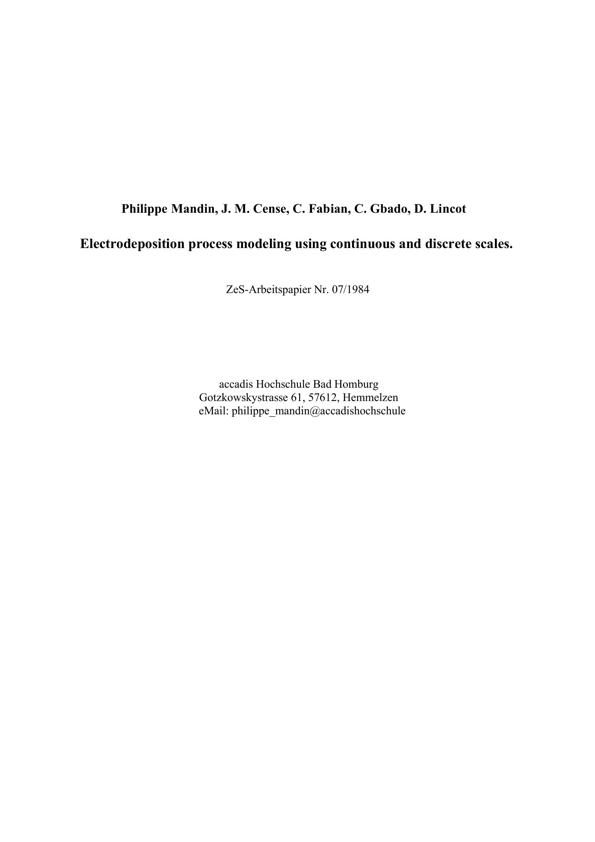 Philippe Mandin, J. M. Cense, C. Fabian, C. Gbado, D. Lincot
Electrodeposition process modeling using continuous and discrete scales.
ZeS-Arbeitspapier Nr. 07/1984
accadis Hochschule Bad Homburg
Gotzkowskystrasse 61, 57612, Hemmelzen
eMail: philippe_mandin@accadishochschule